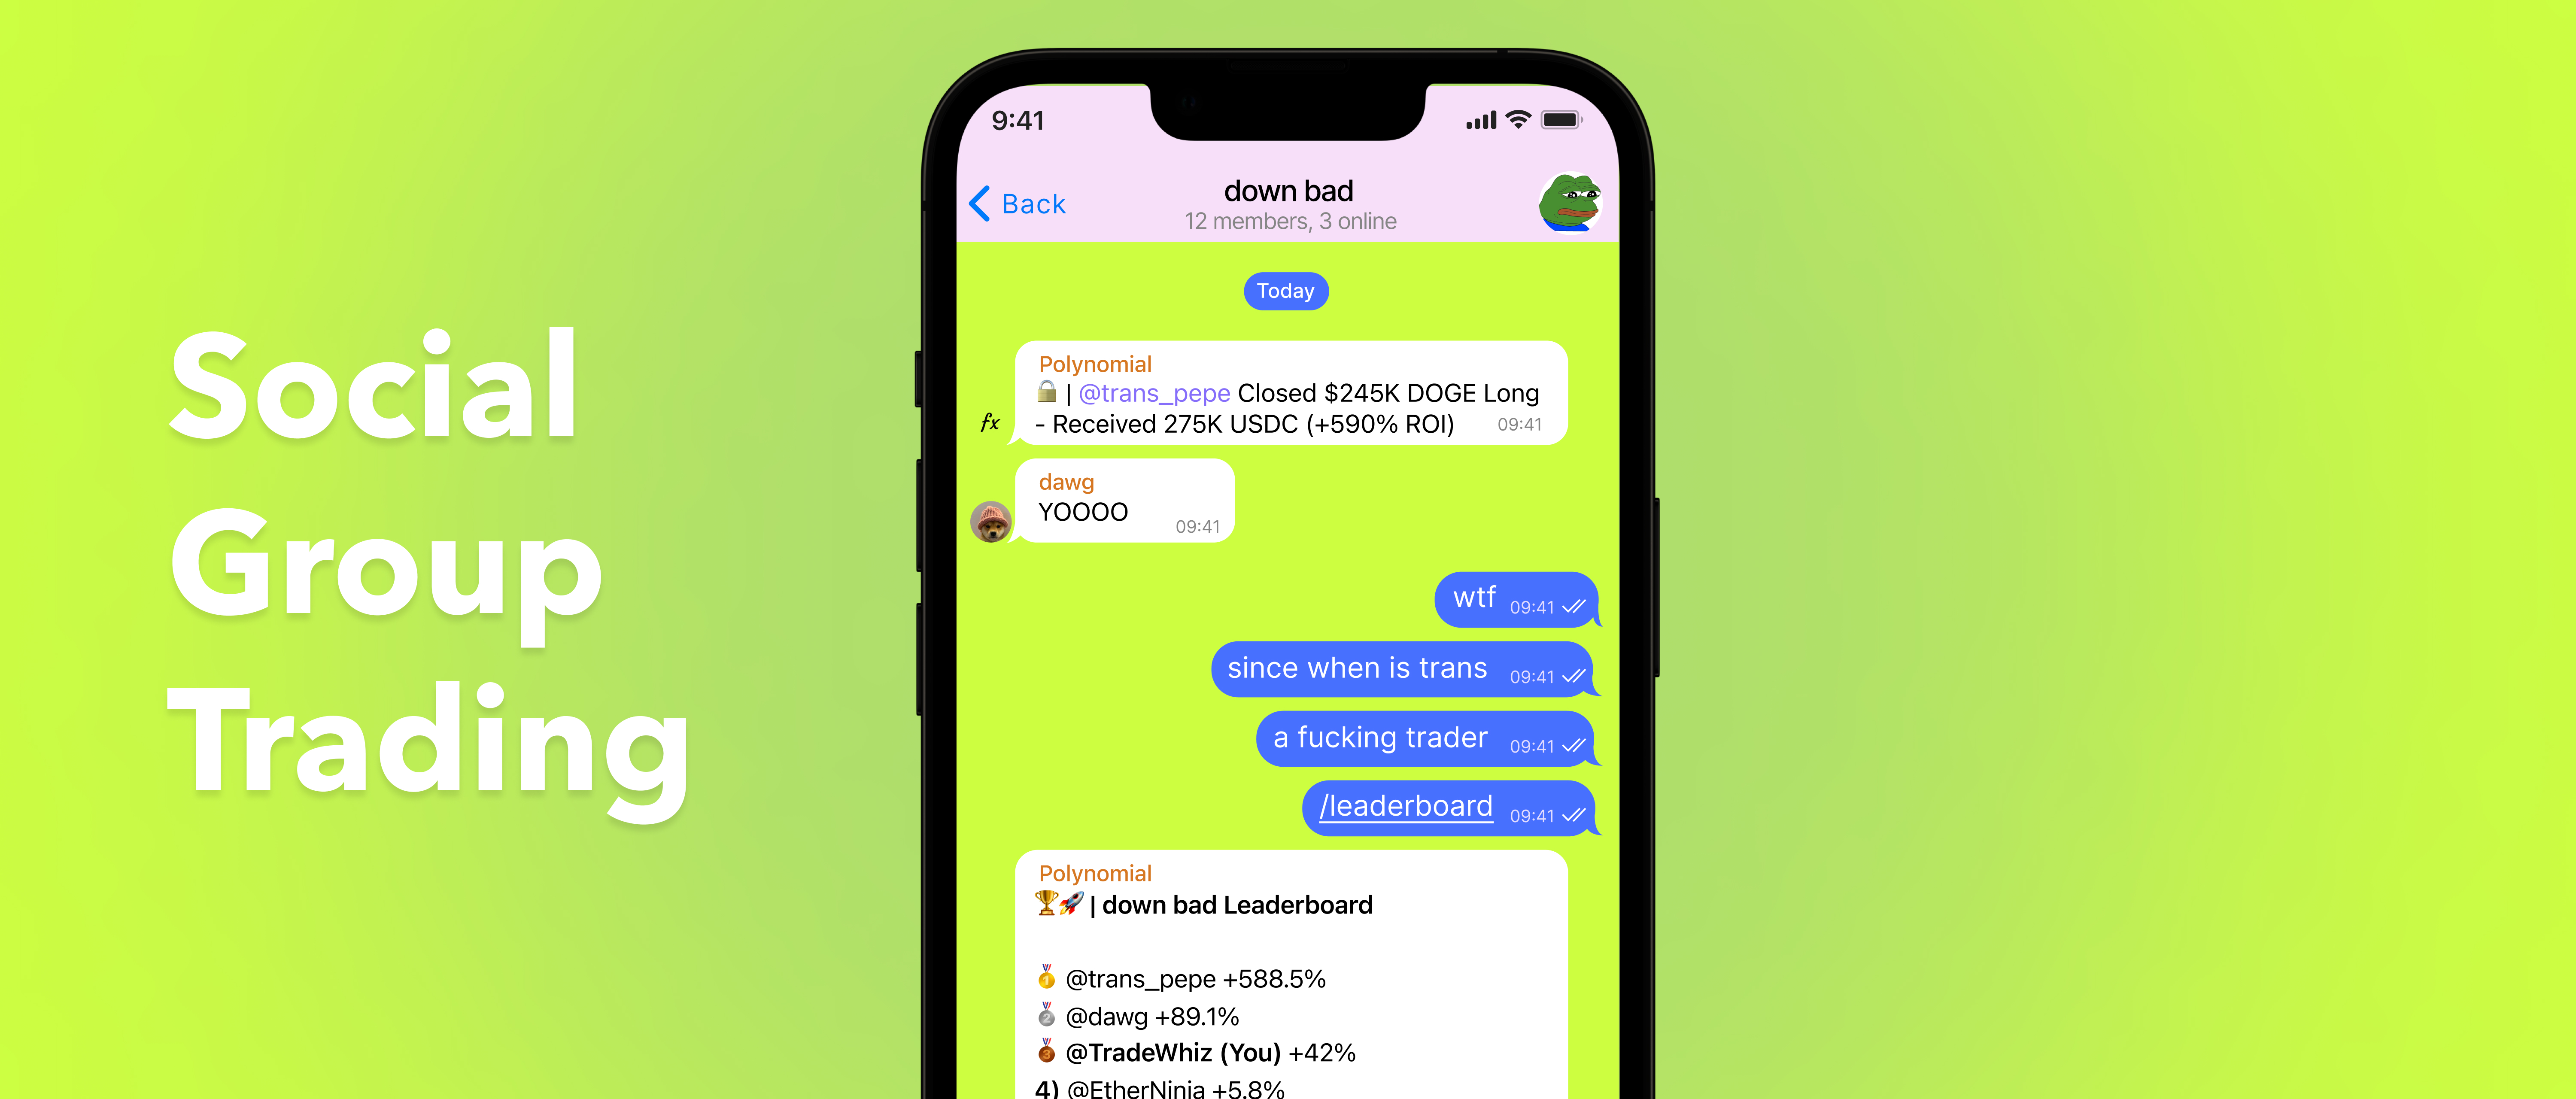 Social
Group
Trading
9:41
Back
down bad
12 members, 3 online
Today
Polynomial
🔒 | @trans_pepe Closed $245K DOGE Long
- Received 275K USDC (+590% ROI) 09:41
fx
dawg
YOOOO
09:41
wtf 09:41
since when is trans 09:41
a fucking trader 09:41
/leaderboard 09:41
Polynomial
🏆🚀 | down bad Leaderboard
🥇 @trans_pepe +588.5%
🥈 @dawg +89.1%
🥉 @TradeWhiz (You) +42%
4) @EtherNinja +5.8%